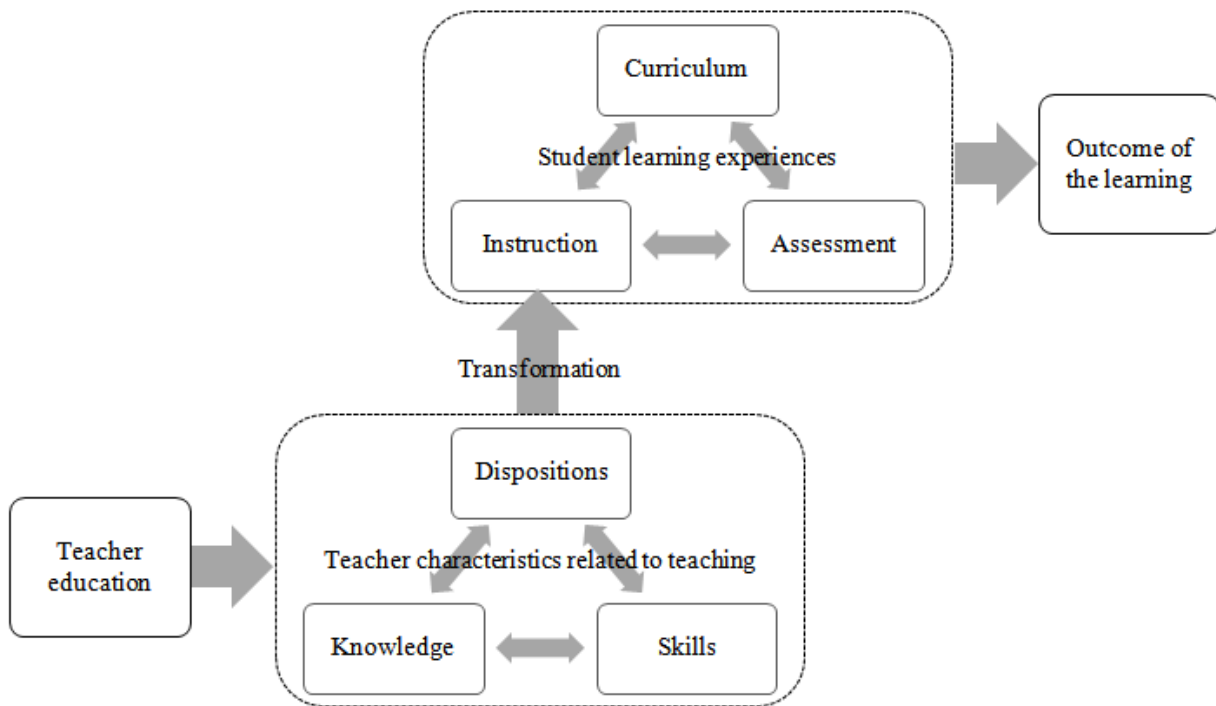 Curriculum
Student learning experiences
Instruction
Assessment
Outcome of
the learning
Transformation
Dispositions
Teacher
education
Teacher characteristics related to teaching
Knowledge
Skills